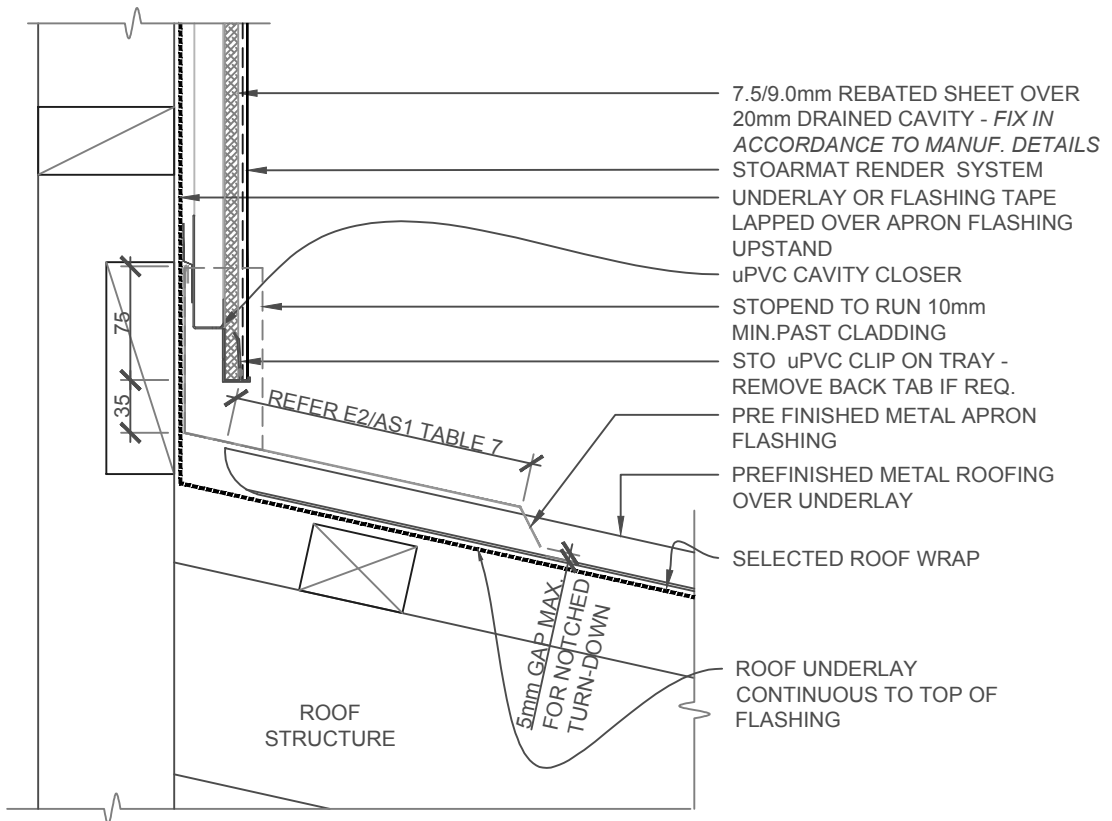 7.5/9.0mm REBATED SHEET OVER
20mm DRAINED CAVITY - FIX IN
ACCORDANCE TO MANUF. DETAILS
STOARMAT RENDER SYSTEM
UNDERLAY OR FLASHING TAPE
LAPPED OVER APRON FLASHING
UPSTAND
uPVC CAVITY CLOSER
STOPEND TO RUN 10mm
MIN.PAST CLADDING
STO uPVC CLIP ON TRAY -
REMOVE BACK TAB IF REQ.
PRE FINISHED METAL APRON
FLASHING
PREFINISHED METAL ROOFING
OVER UNDERLAY
SELECTED ROOF WRAP
ROOF UNDERLAY
CONTINUOUS TO TOP OF
FLASHING
75
35
REFER E2/AS1 TABLE 7
5mm GAP MAX.
FOR NOTCHED
TURN-DOWN
ROOF
STRUCTURE